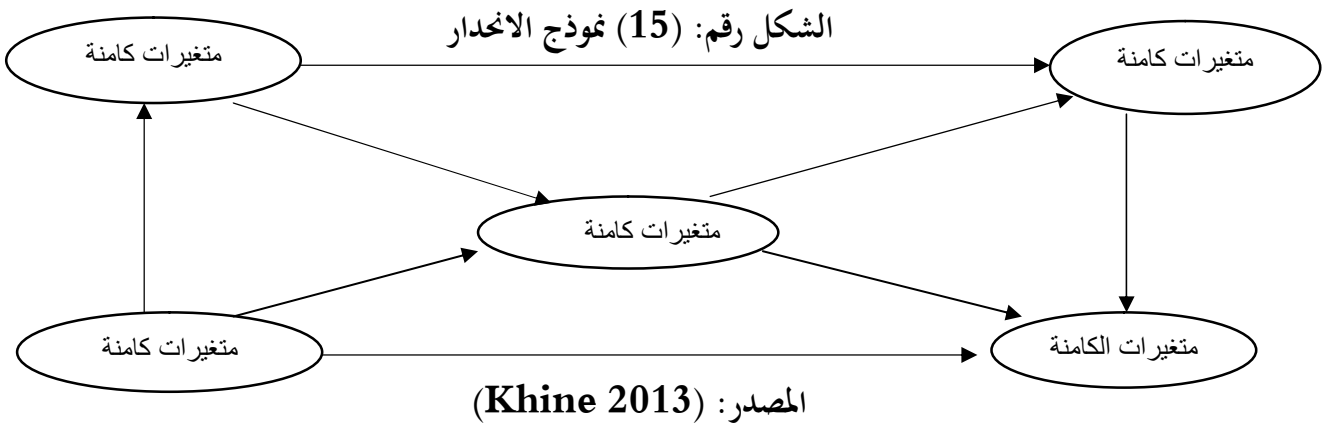 الشكل رقم: (15) نموذج الانحدار
متغيرات كامنة
متغيرات كامنة
متغيرات كامنة
متغيرات كامنة
متغيرات الكامنة
المصدر: (Khine 2013)